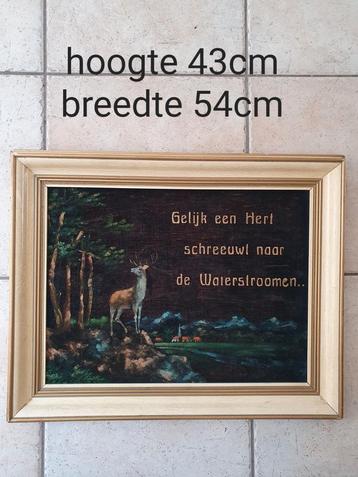 hoogte 43cm
breedte 54cm
Gelijk een Hert
schreeuwt naar
de Waterstroomen..